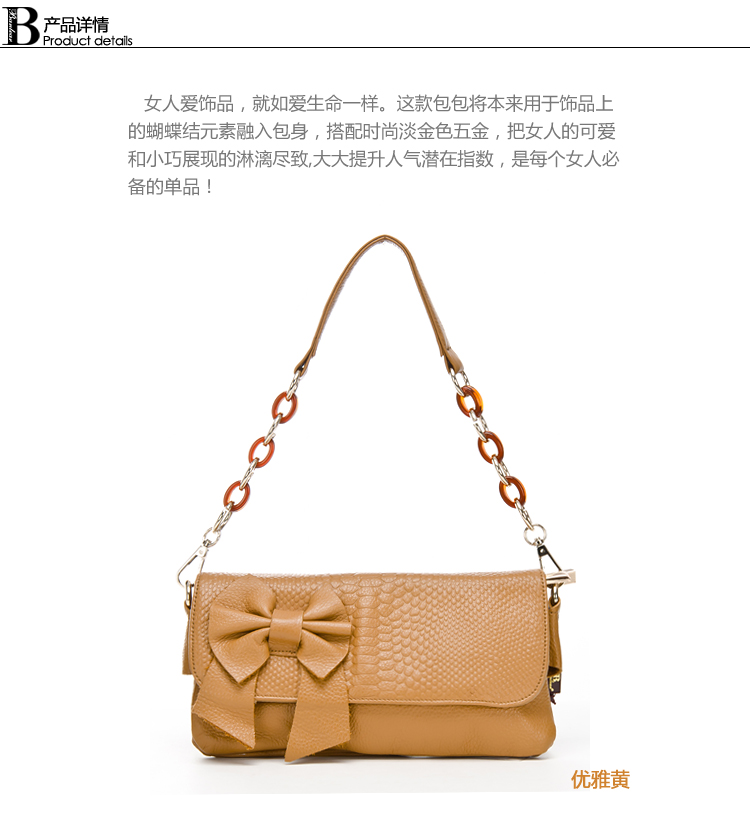 B 产品详情
Product details
女人爱饰品，就如爱生命一样。这款包包将本来用于饰品上
的蝴蝶结元素融入包身，搭配时尚淡金色五金，把女人的可爱
和小巧展现的淋漓尽致,大大提升人气潜在指数，是每个女人必
备的单品！
优雅黄